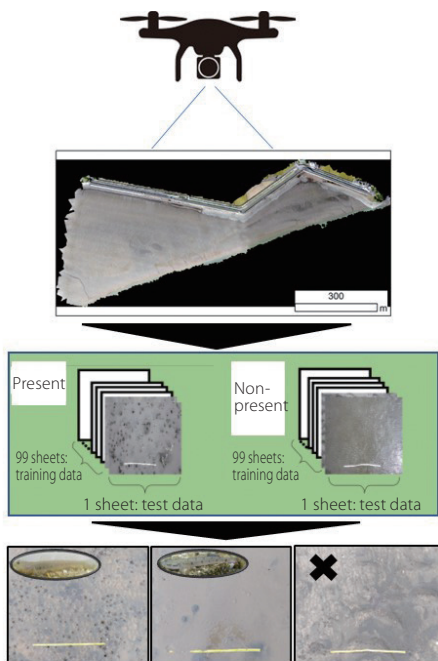 300
m
Present
99 sheets:
training data
1 sheet: test data
Non-
present
99 sheets:
training data
1 sheet: test data